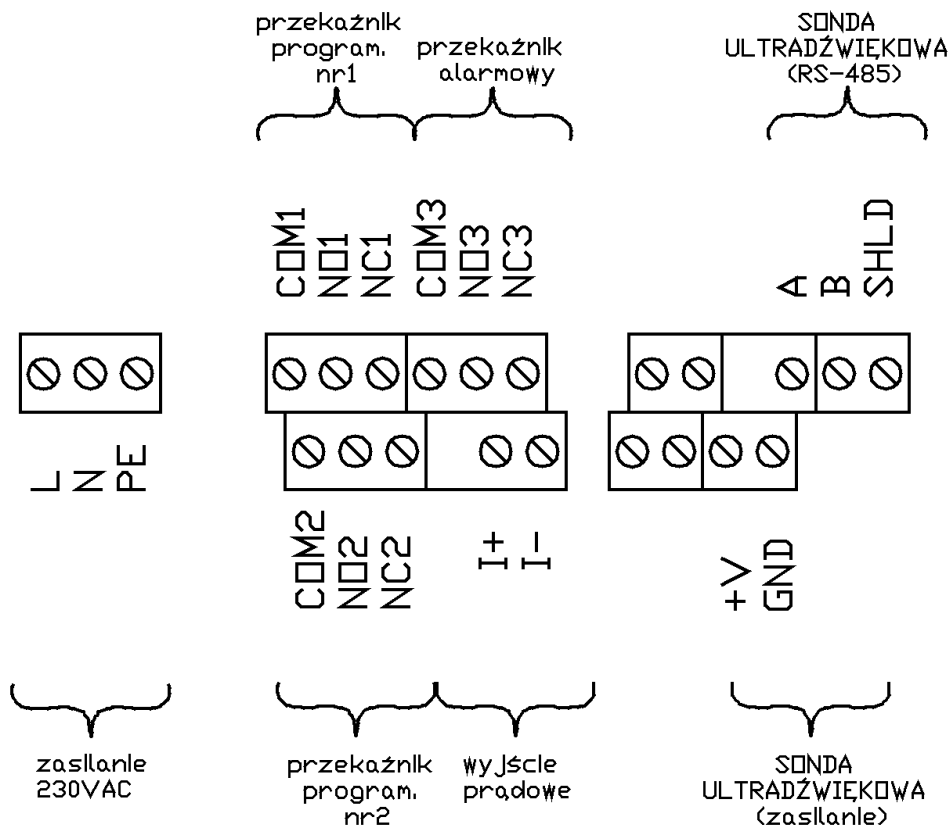 przekaźnik
program.
nr1
przekaźnik
alarmowy
SONDA
ULTRADŹWIĘKOWA
(RS-485)
COM1
NO1
NC1
COM3
NO3
NC3
A
B
SHLD
L
N
PE
COM2
NO2
NC2
I+
I-
+V
GND
zasilanie
230VAC
przekaźnik
program.
nr2
wyjście
prądowe
SONDA
ULTRADŹWIĘKOWA
(zasilanie)